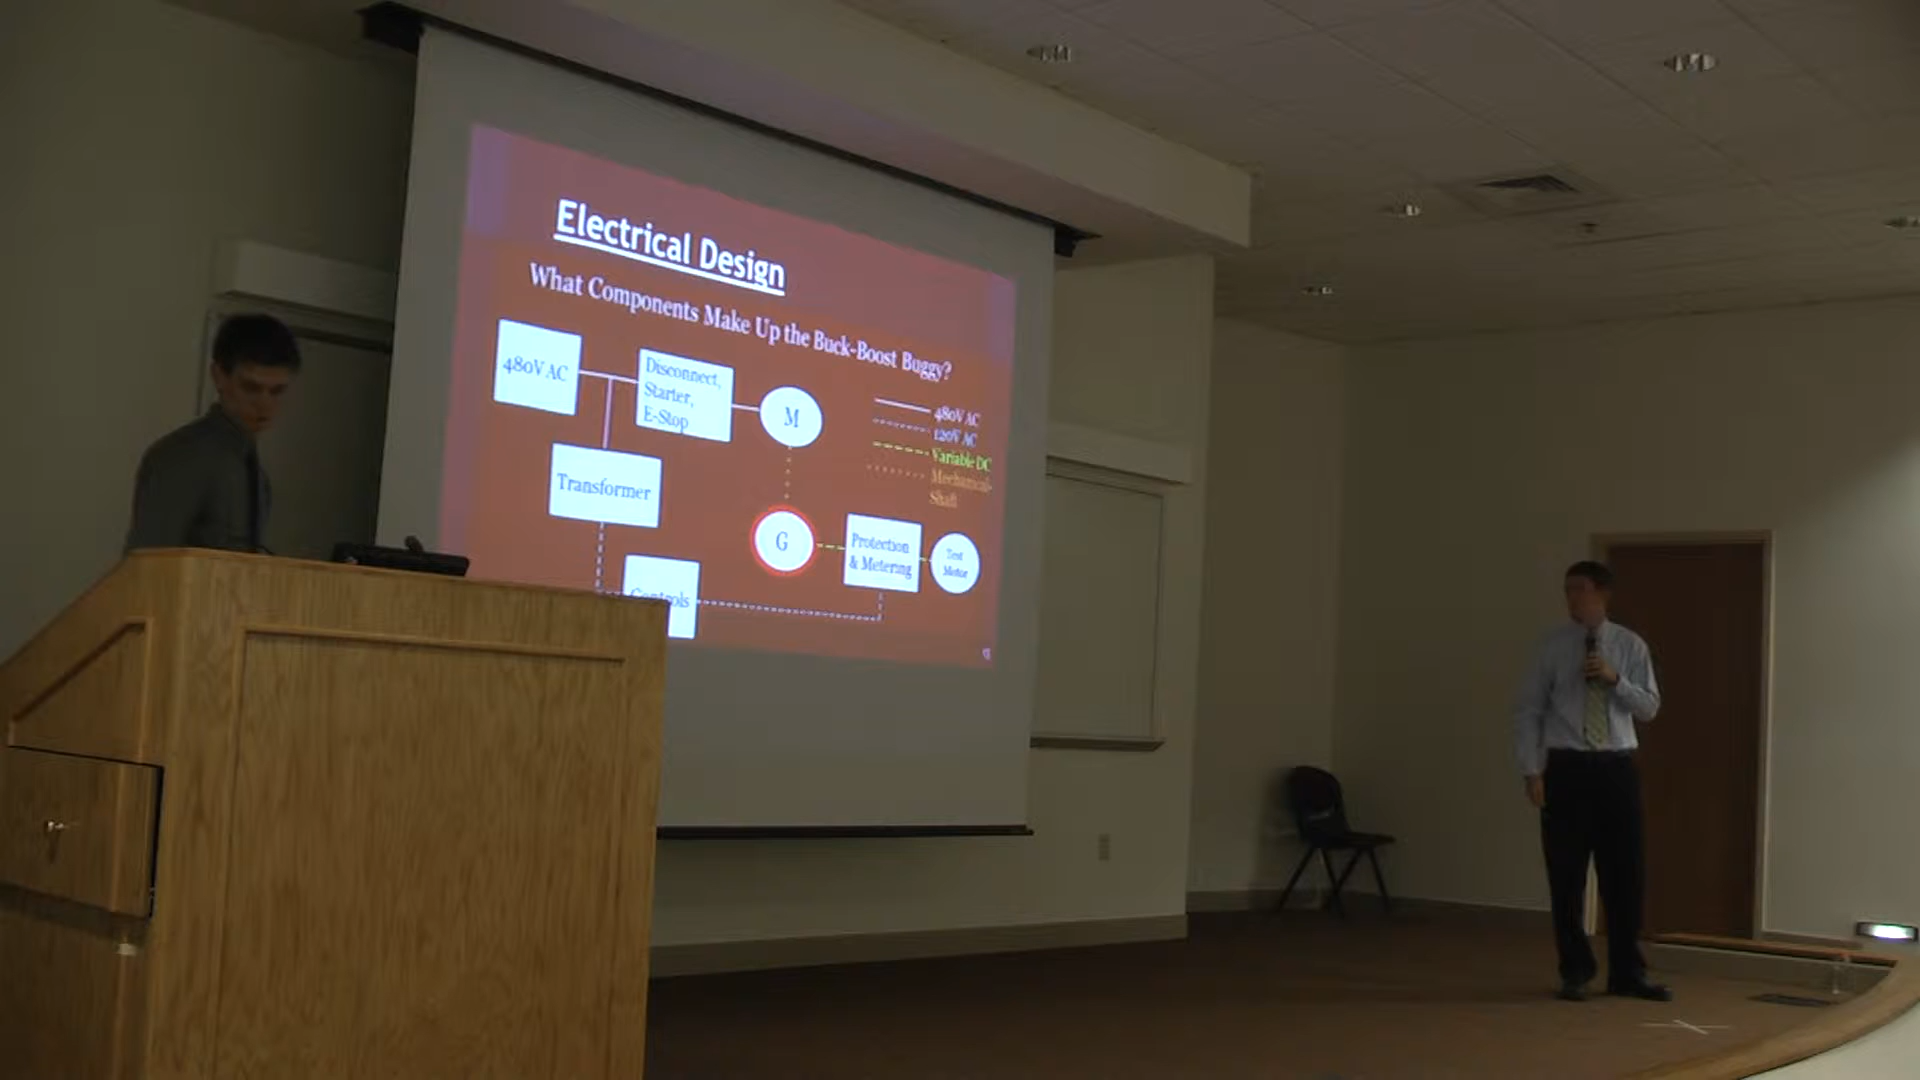 Electrical Design
What Components Make Up the Buck-Boost Buggy?
480V AC
Disconnect,
Starter,
E-Stop
M
480V AC
120V AC
Variable DC
Mechanical-
Shaft
Transformer
G
Protection
& Metering
Test
Motor
Controls